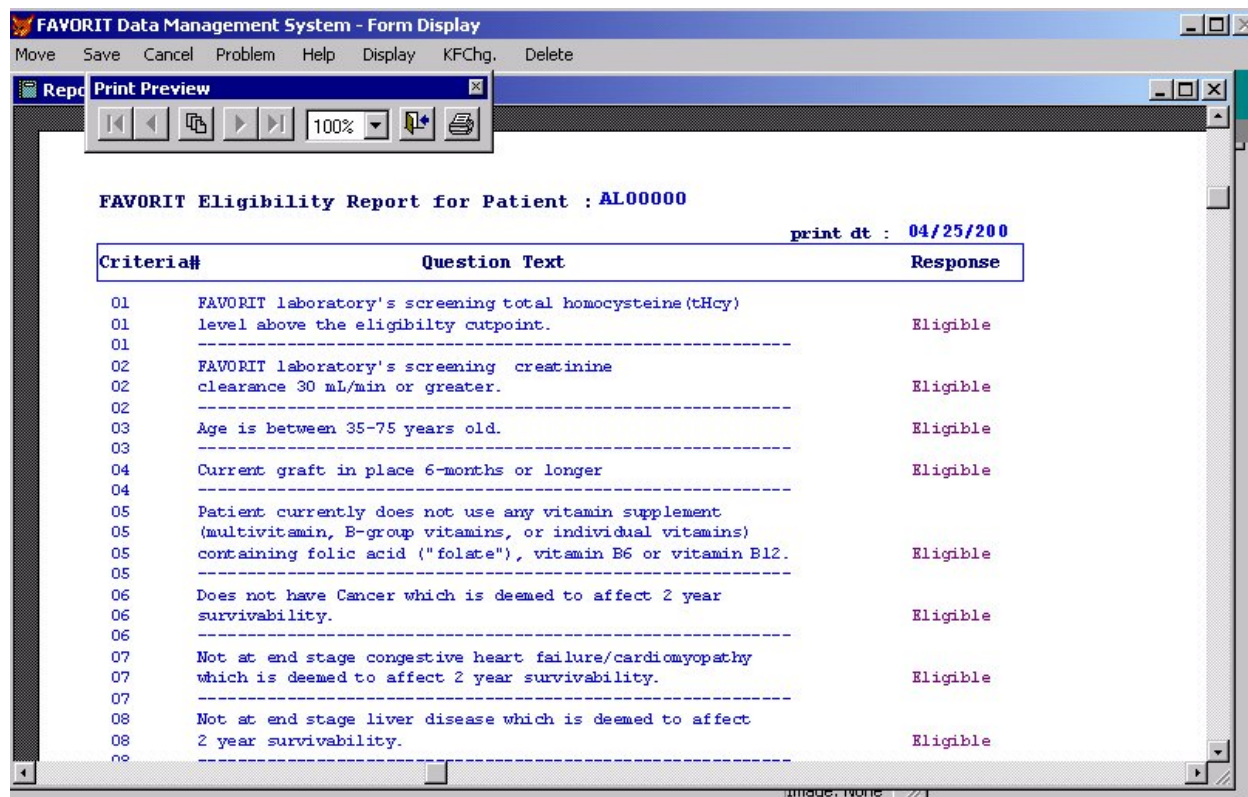 FAVORIT Data Management System - Form Display
Move Save Cancel Problem Help Display KFChg. Delete
Repo
Print Preview
100%
FAVORIT Eligibility Report for Patient : AL00000
print dt : 04/25/200
Criteria# Question Text Response
01 FAVORIT laboratory's screening total homocysteine(tHcy)
01 level above the eligibilty cutpoint. Eligible
01 ------------------------------------------------------------
02 FAVORIT laboratory's screening creatinine
02 clearance 30 mL/min or greater. Eligible
02 ------------------------------------------------------------
03 Age is between 35-75 years old. Eligible
03 ------------------------------------------------------------
04 Current graft in place 6-months or longer Eligible
04 ------------------------------------------------------------
05 Patient currently does not use any vitamin supplement
05 (multivitamin, B-group vitamins, or individual vitamins)
05 containing folic acid ("folate"), vitamin B6 or vitamin B12. Eligible
05 ------------------------------------------------------------
06 Does not have Cancer which is deemed to affect 2 year
06 survivability. Eligible
06 ------------------------------------------------------------
07 Not at end stage congestive heart failure/cardiomyopathy
07 which is deemed to affect 2 year survivability. Eligible
07 ------------------------------------------------------------
08 Not at end stage liver disease which is deemed to affect
08 2 year survivability. Eligible
08 ------------------------------------------------------------
Image, None